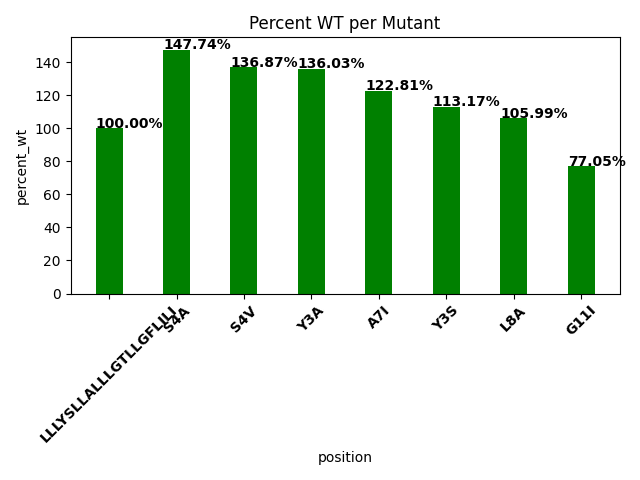 Percent WT per Mutant
percent_wt
140
120
100
80
60
40
20
0
100.00%
147.74%
136.87%
136.03%
122.81%
113.17%
105.99%
77.05%
LLLYSLLALLLGTLLGFLILI
S4A
S4V
Y3A
A7I
Y3S
L8A
G11I
position